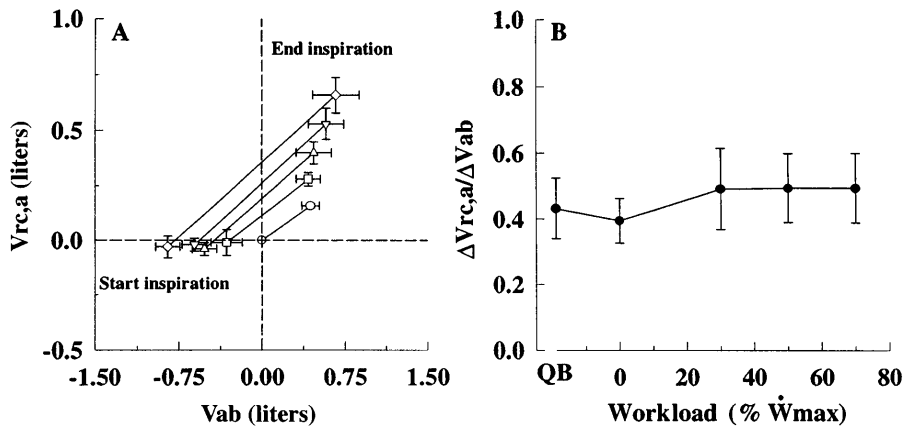 A
B
End inspiration
Start inspiration
Vrc,a (liters)
1.0
0.5
0.0
-0.5
-1.50 -0.75 0.00 0.75 1.50
Vab (liters)
ΔVrc,a/ΔVab
1.0
0.8
0.6
0.4
0.2
0.0
QB 0 20 40 60 80
Workload (% Ẇmax)